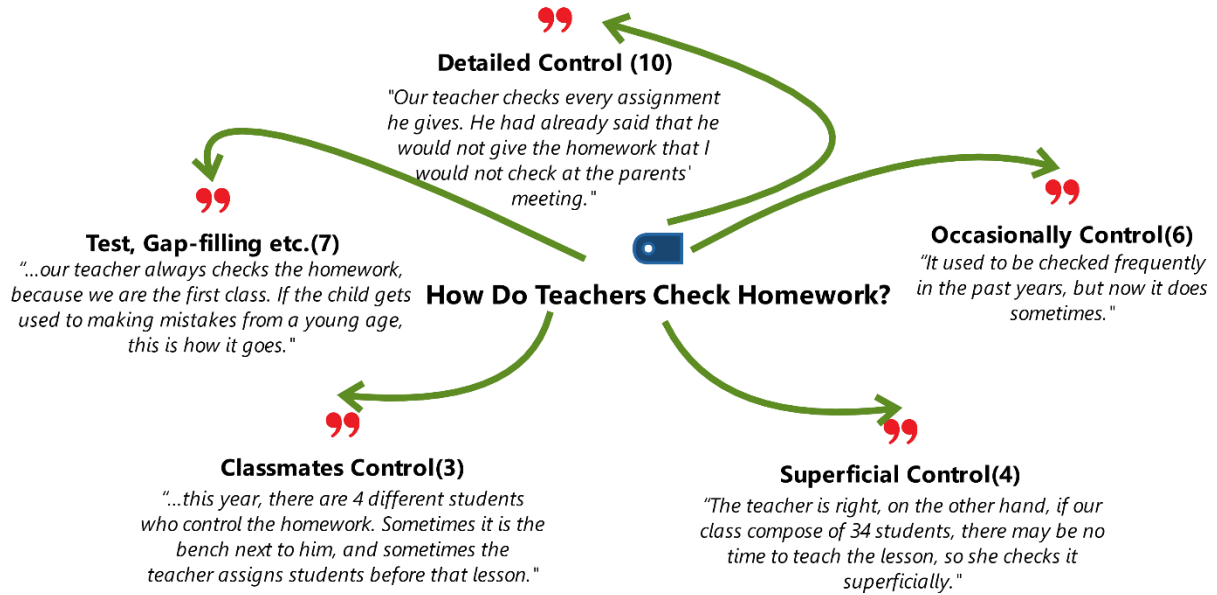 Detailed Control (10)
"Our teacher checks every assignment
he gives. He had already said that he
would not give the homework that I
would not check at the parents'
meeting."
Test, Gap-filling etc.(7)
“...our teacher always checks the homework,
because we are the first class. If the child gets
used to making mistakes from a young age,
this is how it goes."
Occasionally Control(6)
“It used to be checked frequently
in the past years, but now it does
sometimes."
How Do Teachers Check Homework?
Classmates Control(3)
“...this year, there are 4 different students
who control the homework. Sometimes it is the
bench next to him, and sometimes the
teacher assigns students before that lesson."
Superficial Control(4)
“The teacher is right, on the other hand, if our
class compose of 34 students, there may be no
time to teach the lesson, so she checks it
superficially."